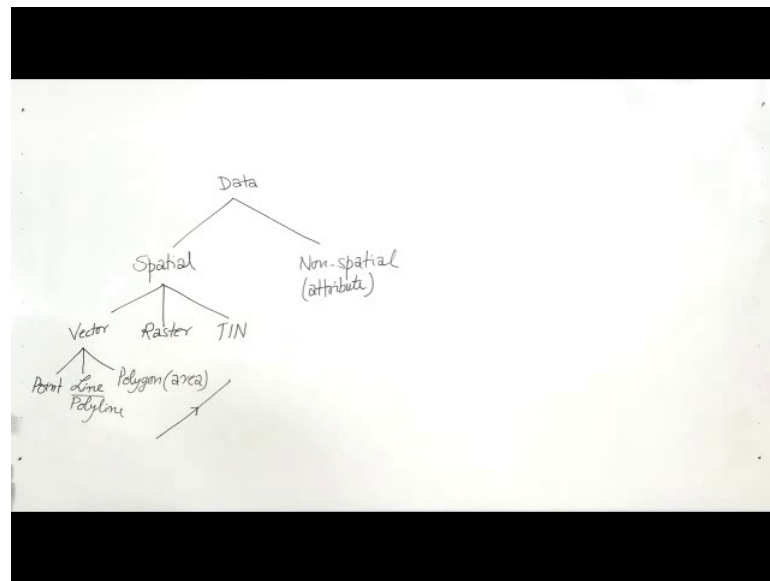 Data
Spatial
Non-spatial
(attribute)
Vector Raster TIN
Point Line Polygon (area)
Polyline